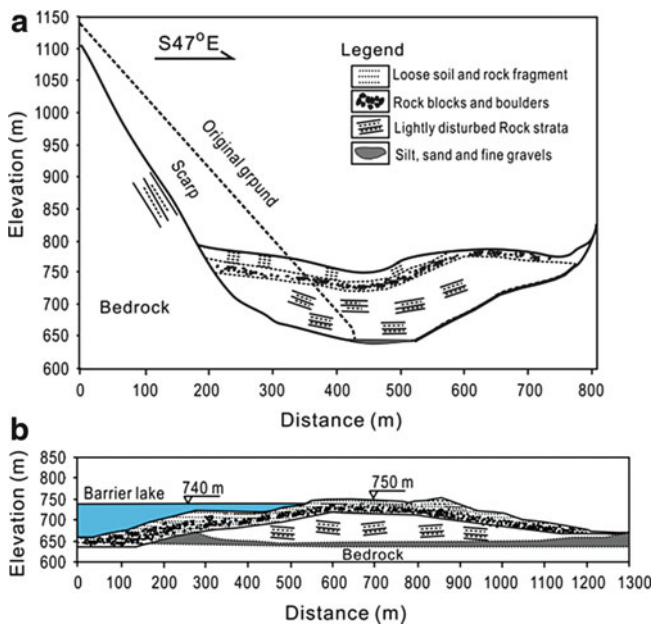 a
S47°E
Legend
Loose soil and rock fragment
Rock blocks and boulders
Lightly disturbed Rock strata
Silt, sand and fine gravels
Original grpund
Scarp
Bedrock
Elevation (m)
1150
1100
1050
1000
950
900
850
800
750
700
650
600
0 100 200 300 400 500 600 700 800
Distance (m)
b
Elevation (m)
850
800
750
700
650
600
Barrier lake
740 m
750 m
Bedrock
0 100 200 300 400 500 600 700 800 900 1000 1100 1200 1300
Distance (m)